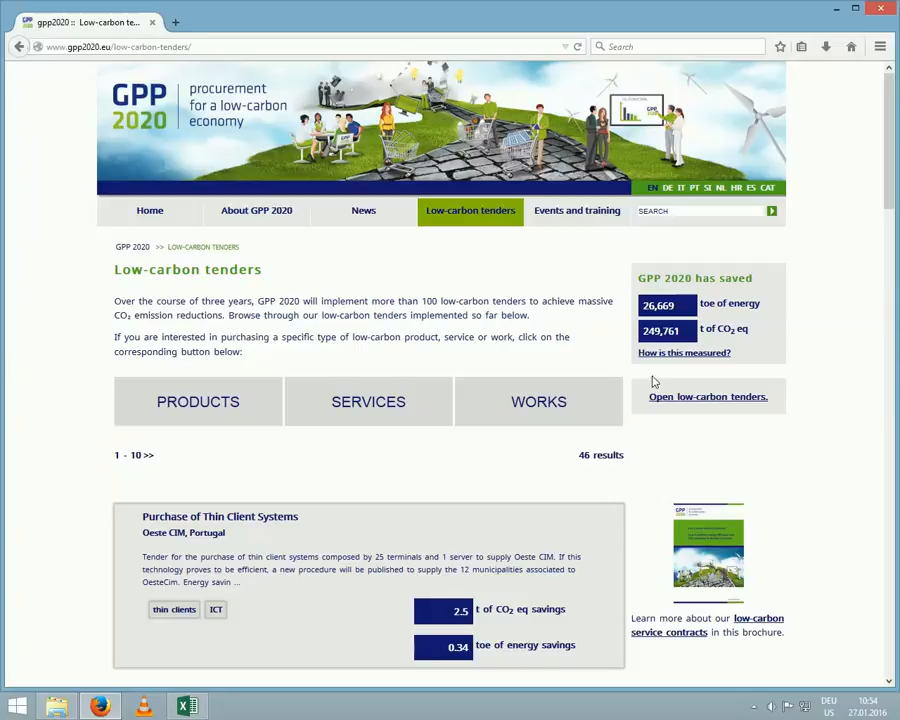 gpp2020 :: Low-carbon te...
www.gpp2020.eu/low-carbon-tenders/
Search
GPP 2020
procurement
for a low-carbon
economy
GPP
2020
EN DE IT PT SI NL HR ES CAT
Home
About GPP 2020
News
Low-carbon tenders
Events and training
SEARCH
GPP 2020 >> LOW-CARBON TENDERS
Low-carbon tenders
Over the course of three years, GPP 2020 will implement more than 100 low-carbon tenders to achieve massive
CO₂ emission reductions. Browse through our low-carbon tenders implemented so far below.
If you are interested in purchasing a specific type of low-carbon product, service or work, click on the
corresponding button below:
PRODUCTS
SERVICES
WORKS
1 - 10 >>
46 results
GPP 2020 has saved
26,669 toe of energy
249,761 t of CO₂ eq
How is this measured?
Open low-carbon tenders.
Purchase of Thin Client Systems
Oeste CIM, Portugal
Tender for the purchase of thin client systems composed by 25 terminals and 1 server to supply Oeste CIM. If this
technology proves to be efficient, a new procedure will be published to supply the 12 municipalities associated to
OesteCim. Energy savin ...
thin clients
ICT
2.5 t of CO₂ eq savings
0.34 toe of energy savings
GPP
2020
Learn more about our low-carbon
service contracts in this brochure.
DEU
US
10:54
27.01.2016